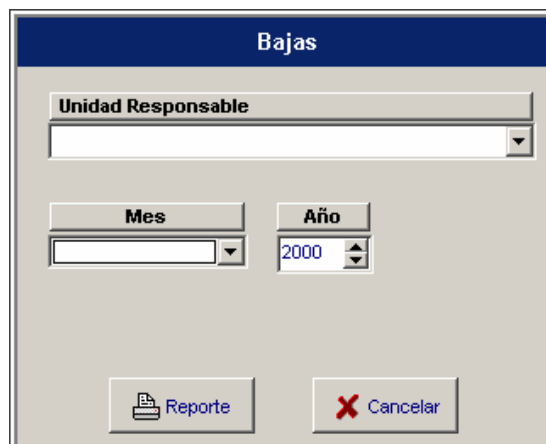 Bajas
Unidad Responsable
Mes Año
2000
Reporte Cancelar